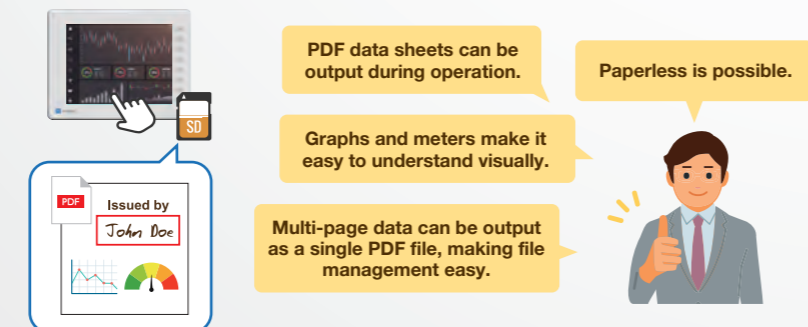 PDF data sheets can be
output during operation.
Paperless is possible.
Graphs and meters make it
easy to understand visually.
SD
PDF
Issued by
John Doe
Multi-page data can be output
as a single PDF file, making file
management easy.